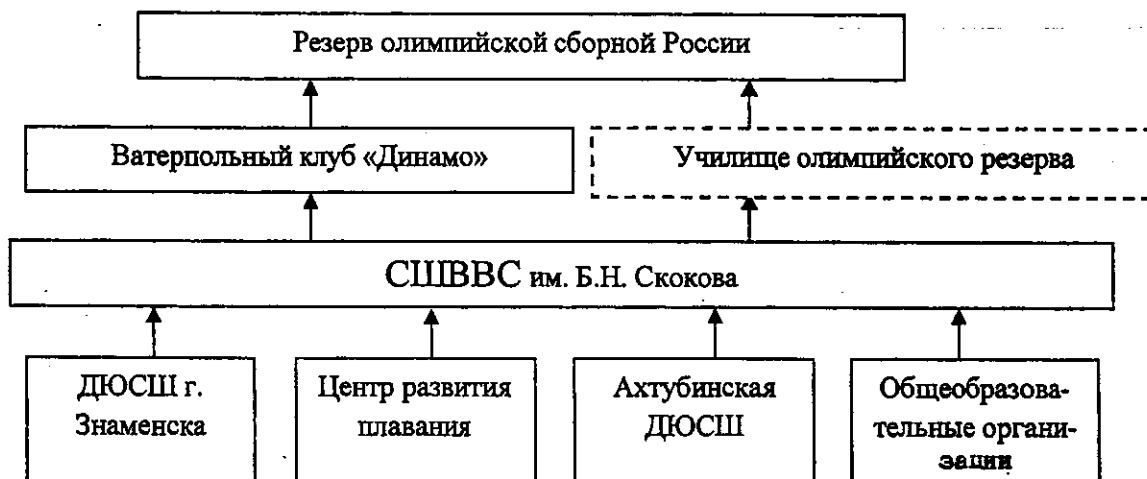 Резерв олимпийской сборной России
Ватерпольный клуб «Динамо»
Училище олимпийского резерва
СШВВС им. Б.Н. Скокова
ДЮСШ г.
Знаменска
Центр развития
плавания
Ахтубинская
ДЮСШ
Общеобразова-
тельные органи-
зации